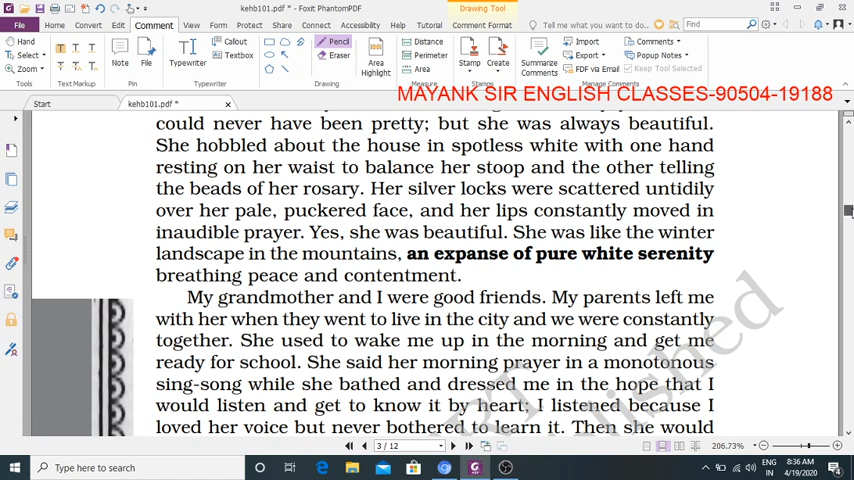 kehb101.pdf * - Foxit PhantomPDF
Drawing Tool
File Home Convert Edit Comment View Form Protect Share Connect Accessibility Help Tutorial Comment Format Tell me what you want to do... Find
Hand Callout Pencil Distance Import Comments
Select Textbox Eraser Perimeter Export Popup Notes
Zoom Note File Typewriter Area Highlight Area Stamp Create Summarize Comments FDF via Email Keep Tool Selected
Text Markup Pin Typewriter Drawing Measure Stamps Manage Comments
MAYANK SIR ENGLISH CLASSES-90504-19188
Start kehb101.pdf *
could never have been pretty; but she was always beautiful.
She hobbled about the house in spotless white with one hand
resting on her waist to balance her stoop and the other telling
the beads of her rosary. Her silver locks were scattered untidily
over her pale, puckered face, and her lips constantly moved in
inaudible prayer. Yes, she was beautiful. She was like the winter
landscape in the mountains, an expanse of pure white serenity
breathing peace and contentment.
My grandmother and I were good friends. My parents left me
with her when they went to live in the city and we were constantly
together. She used to wake me up in the morning and get me
ready for school. She said her morning prayer in a monotonous
sing-song while she bathed and dressed me in the hope that I
would listen and get to know it by heart; I listened because I
loved her voice but never bothered to learn it. Then she would
3 / 12 206.73%
Type here to search
ENG 8:36 AM
IN 4/19/2020